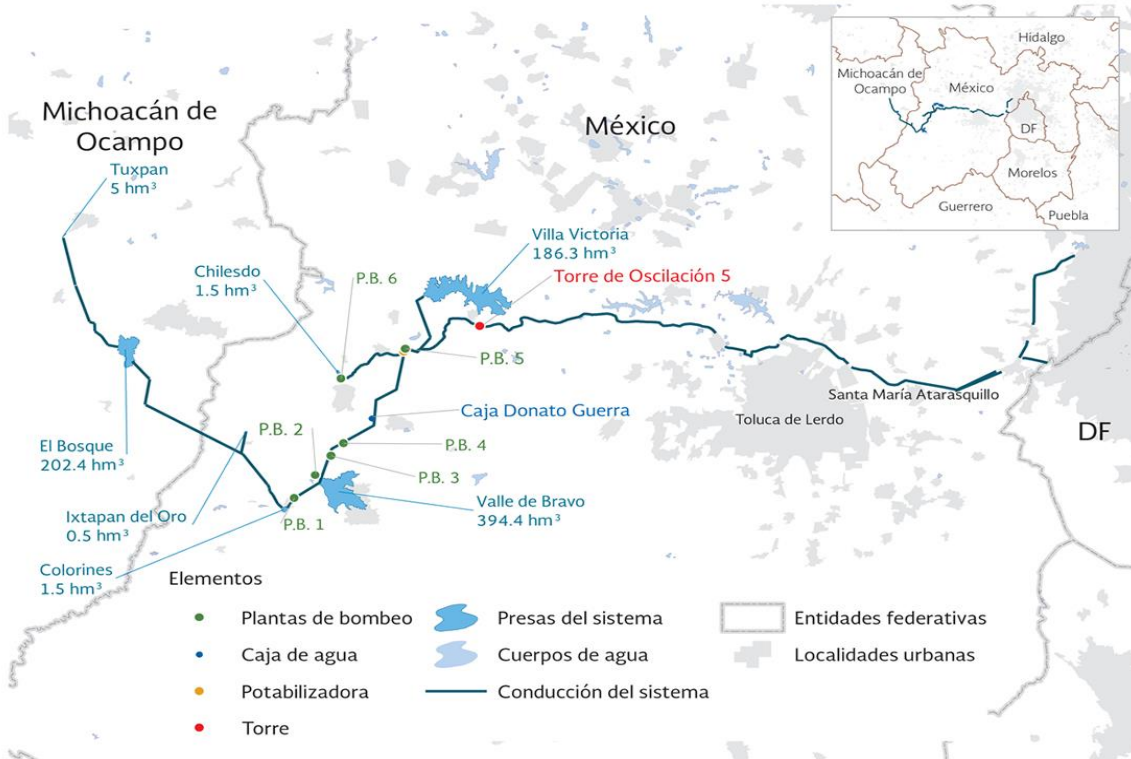 Michoacán de
Ocampo
Tuxpan
5 hm³
México
Hidalgo
Michoacán de
Ocampo
México
DF
Morelos
Guerrero
Puebla
Villa Victoria
186.3 hm³
Torre de Oscilación 5
Chilesdo
1.5 hm³
P.B. 6
P.B. 5
Caja Donato Guerra
Santa María Atarasquillo
Toluca de Lerdo
DF
P.B. 2
P.B. 4
P.B. 3
El Bosque
202.4 hm³
Valle de Bravo
394.4 hm³
Ixtapan del Oro
0.5 hm³
P.B. 1
Colorines
1.5 hm³
Elementos
Plantas de bombeo
Caja de agua
Potabilizadora
Torre
Presas del sistema
Cuerpos de agua
Conducción del sistema
Entidades federativas
Localidades urbanas